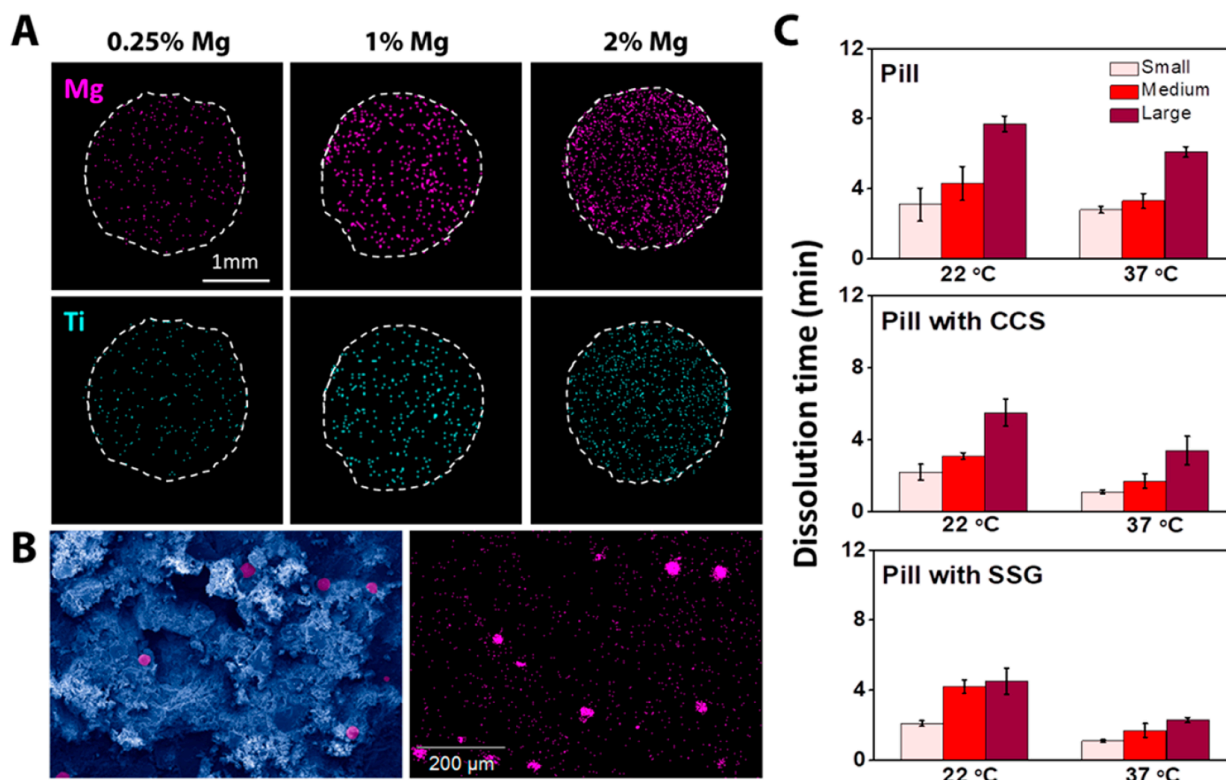 A
0.25% Mg
1% Mg
2% Mg
Mg
1mm
Ti
B
200 µm
C
Dissolution time (min)
12
8
4
0
Pill
Small
Medium
Large
22 °C
37 °C
12
8
4
0
Pill with CCS
22 °C
37 °C
12
8
4
0
Pill with SSG
22 °C
37 °C